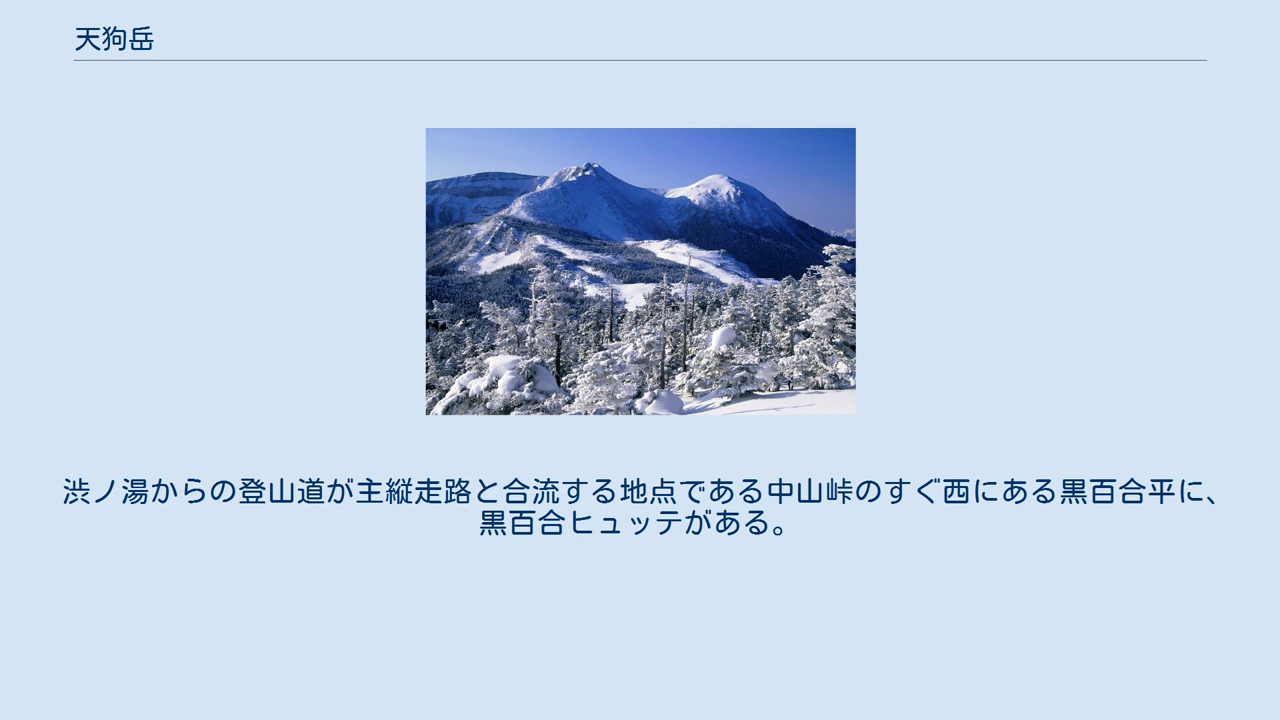 天狗岳
渋ノ湯からの登山道が主縦走路と合流する地点である中山峠のすぐ西にある黒百合平に、
黒百合ヒュッテがある。